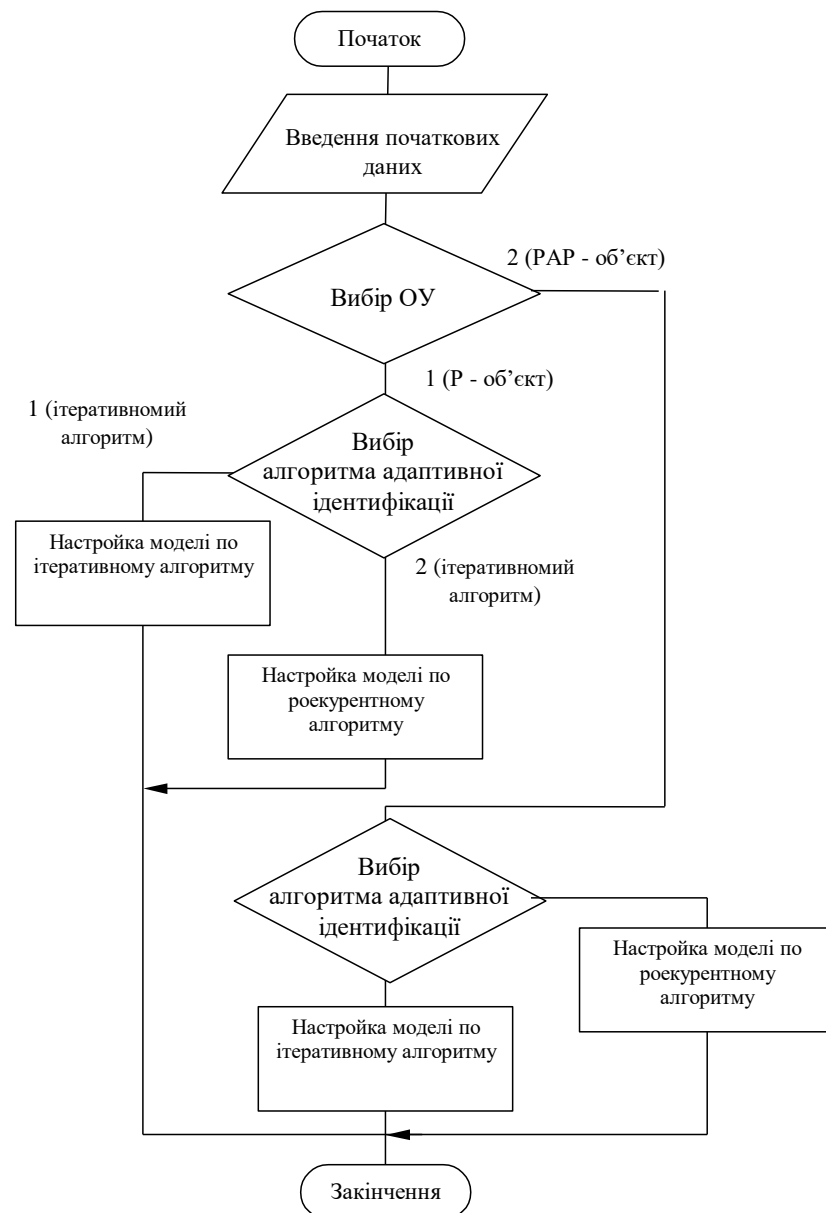 Початок
Введення початкових
даних
2 (РАР - об’єкт)
Вибір ОУ
1 (Р - об’єкт)
1 (ітеративномий
алгоритм)
Вибір
алгоритма адаптивної
ідентифікації
Настройка моделі по
ітеративному алгоритму
2 (ітеративномий
алгоритм)
Настройка моделі по
роекурентному
алгоритму
Вибір
алгоритма адаптивної
ідентифікації
Настройка моделі по
роекурентному
алгоритму
Настройка моделі по
ітеративному алгоритму
Закінчення